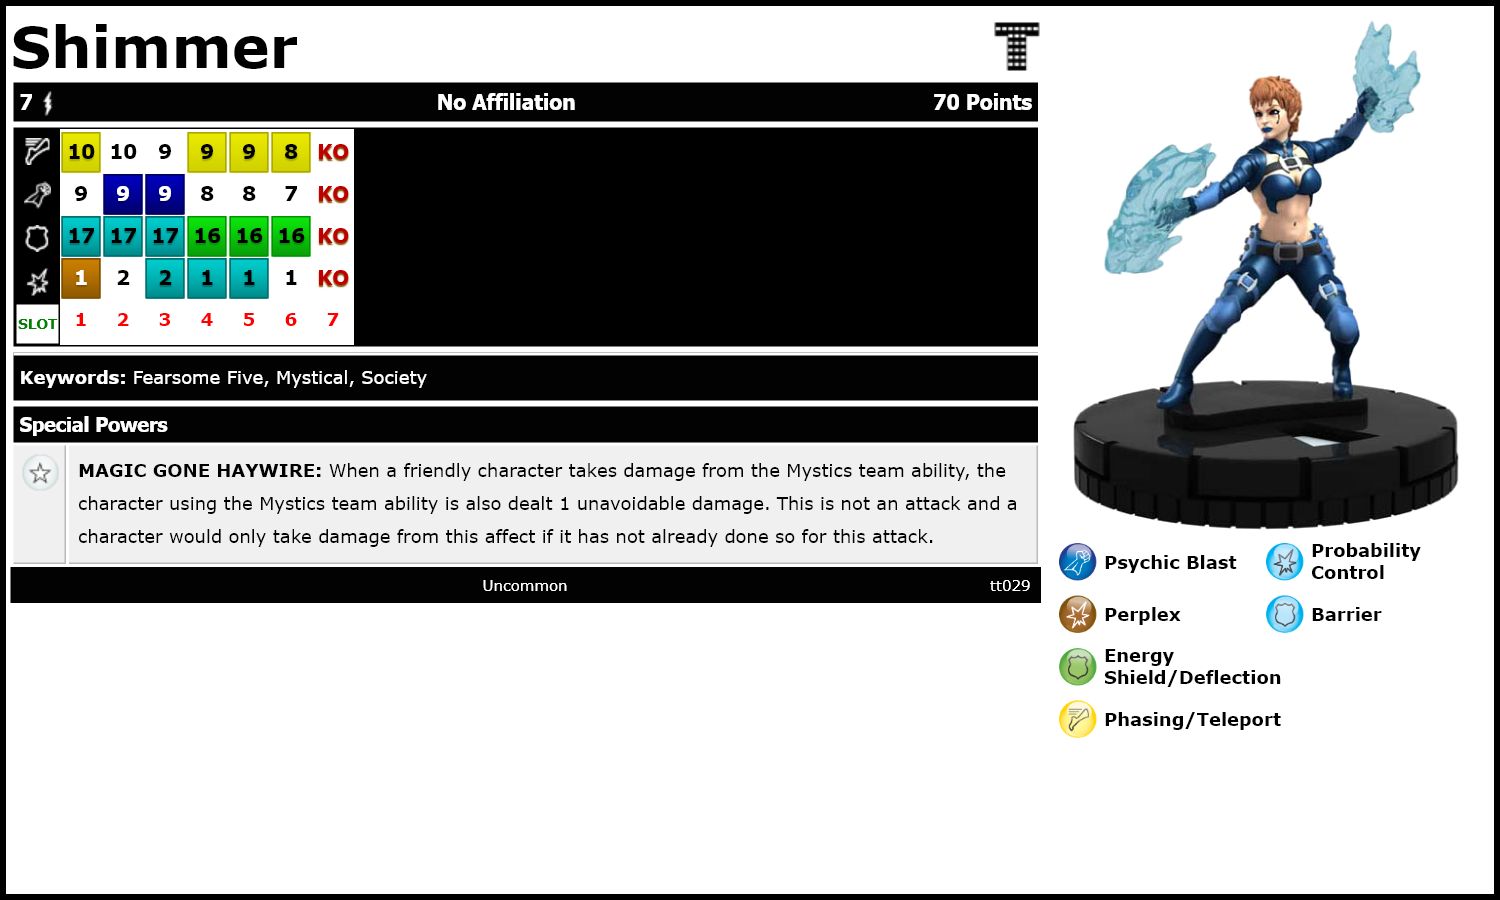 Shimmer
T
7 No Affiliation 70 Points
10 10 9 9 9 8 KO
9 9 9 8 8 7 KO
17 17 17 16 16 16 KO
1 2 2 1 1 1 KO
SLOT 1 2 3 4 5 6 7
Keywords: Fearsome Five, Mystical, Society
Special Powers
MAGIC GONE HAYWIRE: When a friendly character takes damage from the Mystics team ability, the
character using the Mystics team ability is also dealt 1 unavoidable damage. This is not an attack and a
character would only take damage from this affect if it has not already done so for this attack.
Uncommon tt029
Psychic Blast
Probability
Control
Perplex
Barrier
Energy
Shield/Deflection
Phasing/Teleport